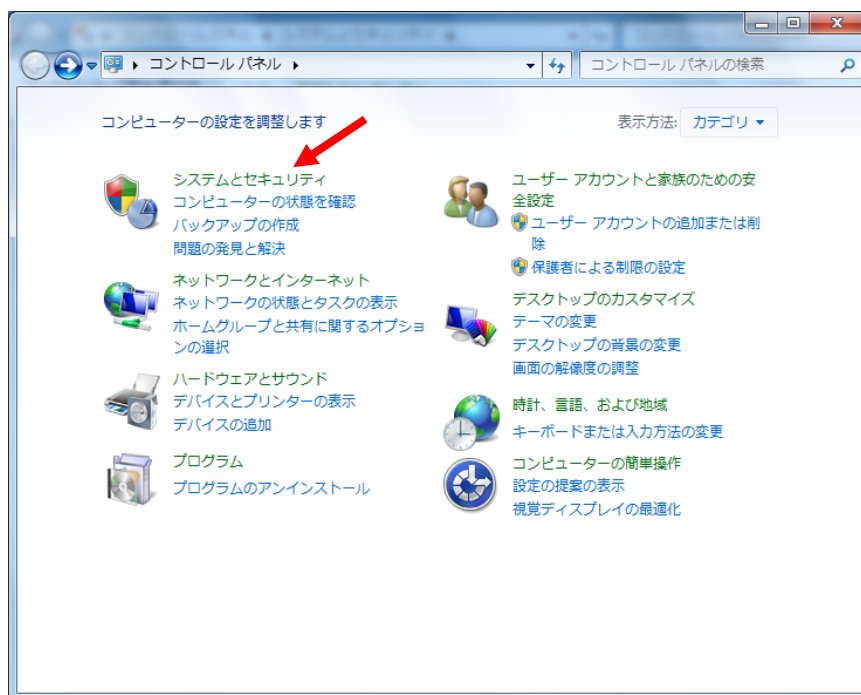 コントロール パネル
コントロール パネルの検索
コンピューターの設定を調整します
表示方法: カテゴリ
システムとセキュリティ
コンピューターの状態を確認
バックアップの作成
問題の発見と解決
ネットワークとインターネット
ネットワークの状態とタスクの表示
ホームグループと共有に関するオプショ
ンの選択
ハードウェアとサウンド
デバイスとプリンターの表示
デバイスの追加
プログラム
プログラムのアンインストール
ユーザー アカウントと家族のための安
全設定
ユーザー アカウントの追加または削
除
保護者による制限の設定
デスクトップのカスタマイズ
テーマの変更
デスクトップの背景の変更
画面の解像度の調整
時計、言語、および地域
キーボードまたは入力方法の変更
コンピューターの簡単操作
設定の提案の表示
視覚ディスプレイの最適化